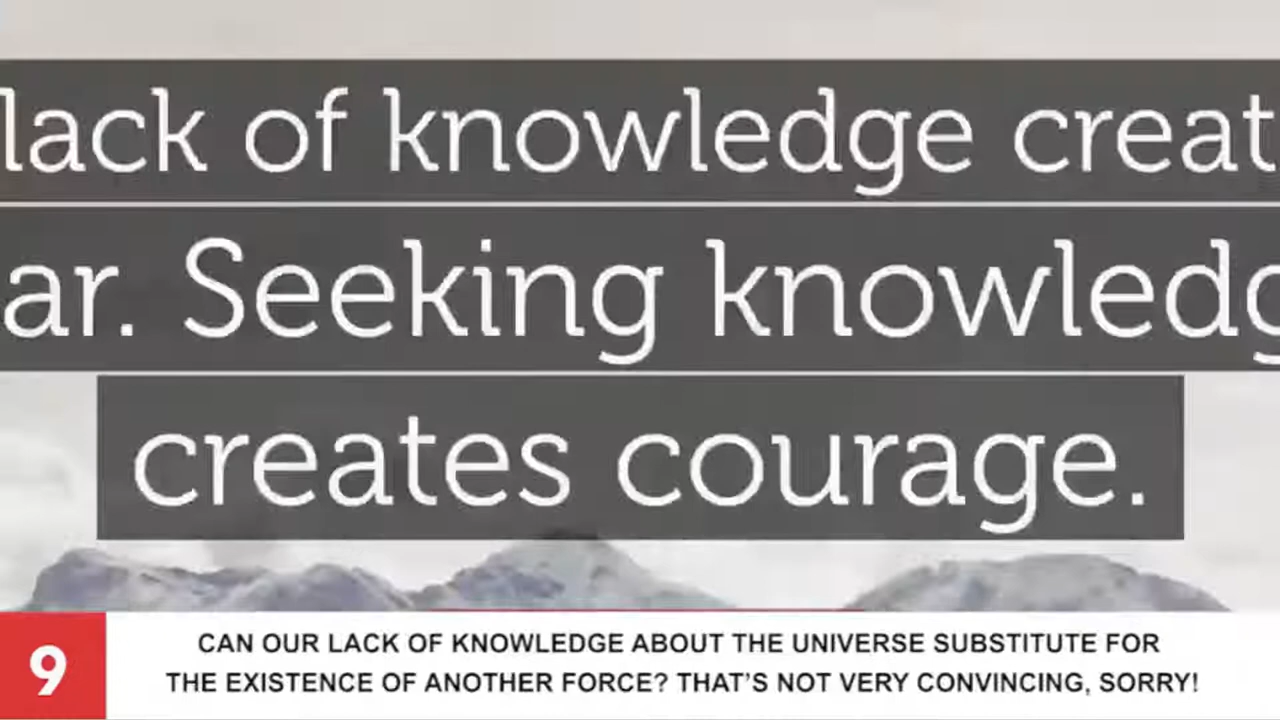 lack of knowledge creat
ar. Seeking knowledg
creates courage.
9
CAN OUR LACK OF KNOWLEDGE ABOUT THE UNIVERSE SUBSTITUTE FOR
THE EXISTENCE OF ANOTHER FORCE? THAT'S NOT VERY CONVINCING, SORRY!